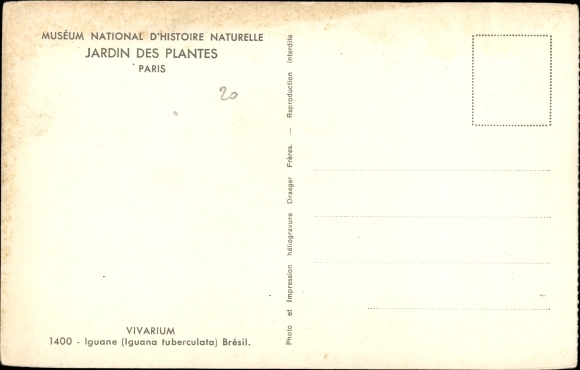 MUSÉUM NATIONAL D'HISTOIRE NATURELLE
JARDIN DES PLANTES
PARIS
20
VIVARIUM
1400 - Iguane (Iguana tuberculata) Brésil.
Photo et Impression héliogravure Draeger Frères. — Reproduction interdite